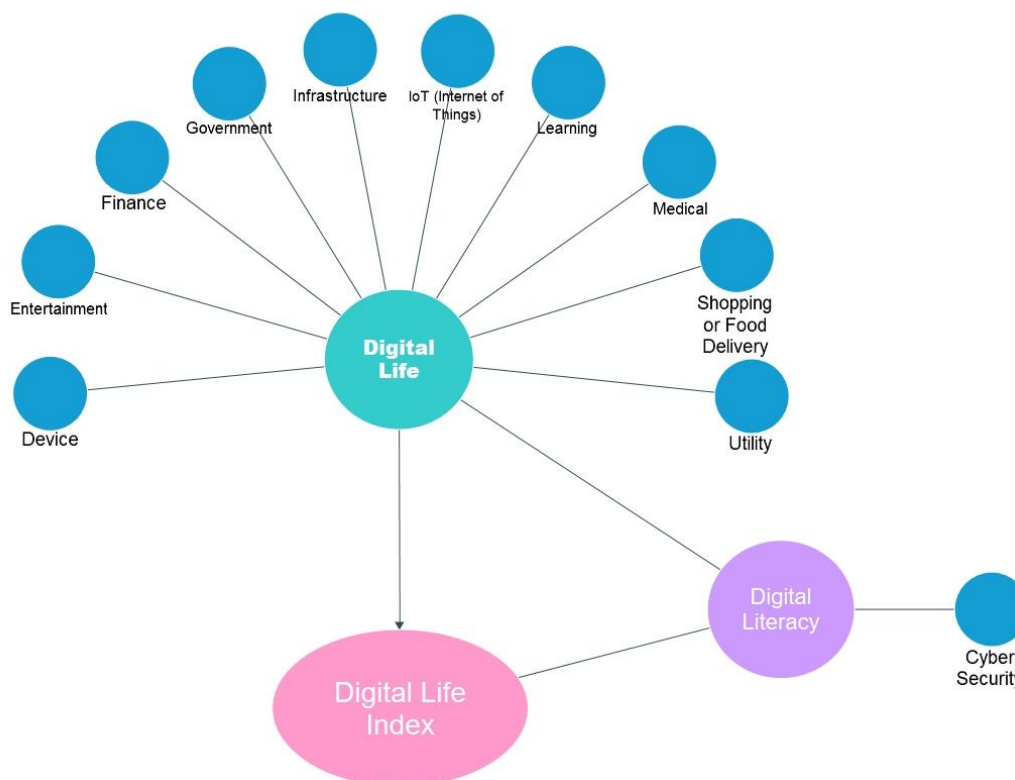 Infrastructure
IoT (Internet of
Things)
Government
Learning
Finance
Medical
Entertainment
Shopping
or Food
Delivery
Digital
Life
Device
Utility
Digital
Literacy
Cyber
Security
Digital Life
Index